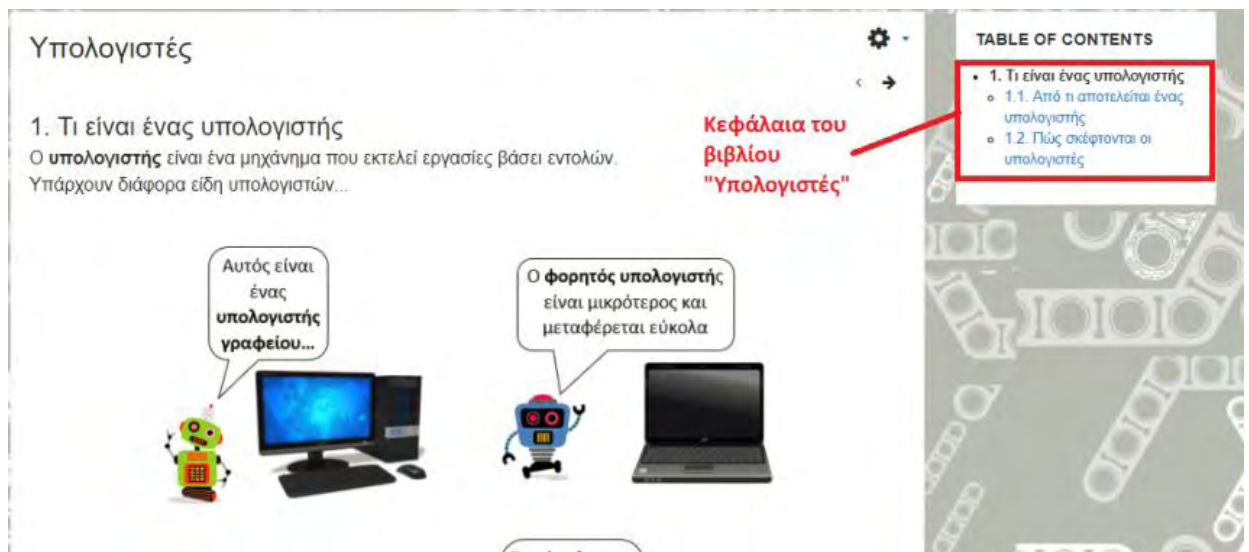 Υπολογιστές
1. Τι είναι ένας υπολογιστής
Ο υπολογιστής είναι ένα μηχάνημα που εκτελεί εργασίες βάσει εντολών.
Υπάρχουν διάφορα είδη υπολογιστών...
Αυτός είναι
ένας
υπολογιστής
γραφείου...
Ο φορητός υπολογιστής
είναι μικρότερος και
μεταφέρεται εύκολα
Κεφάλαια του
βιβλίου
"Υπολογιστές"
TABLE OF CONTENTS
1. Τι είναι ένας υπολογιστής
1.1. Από τι αποτελείται ένας
υπολογιστής
1.2. Πώς σκέφτονται οι
υπολογιστές